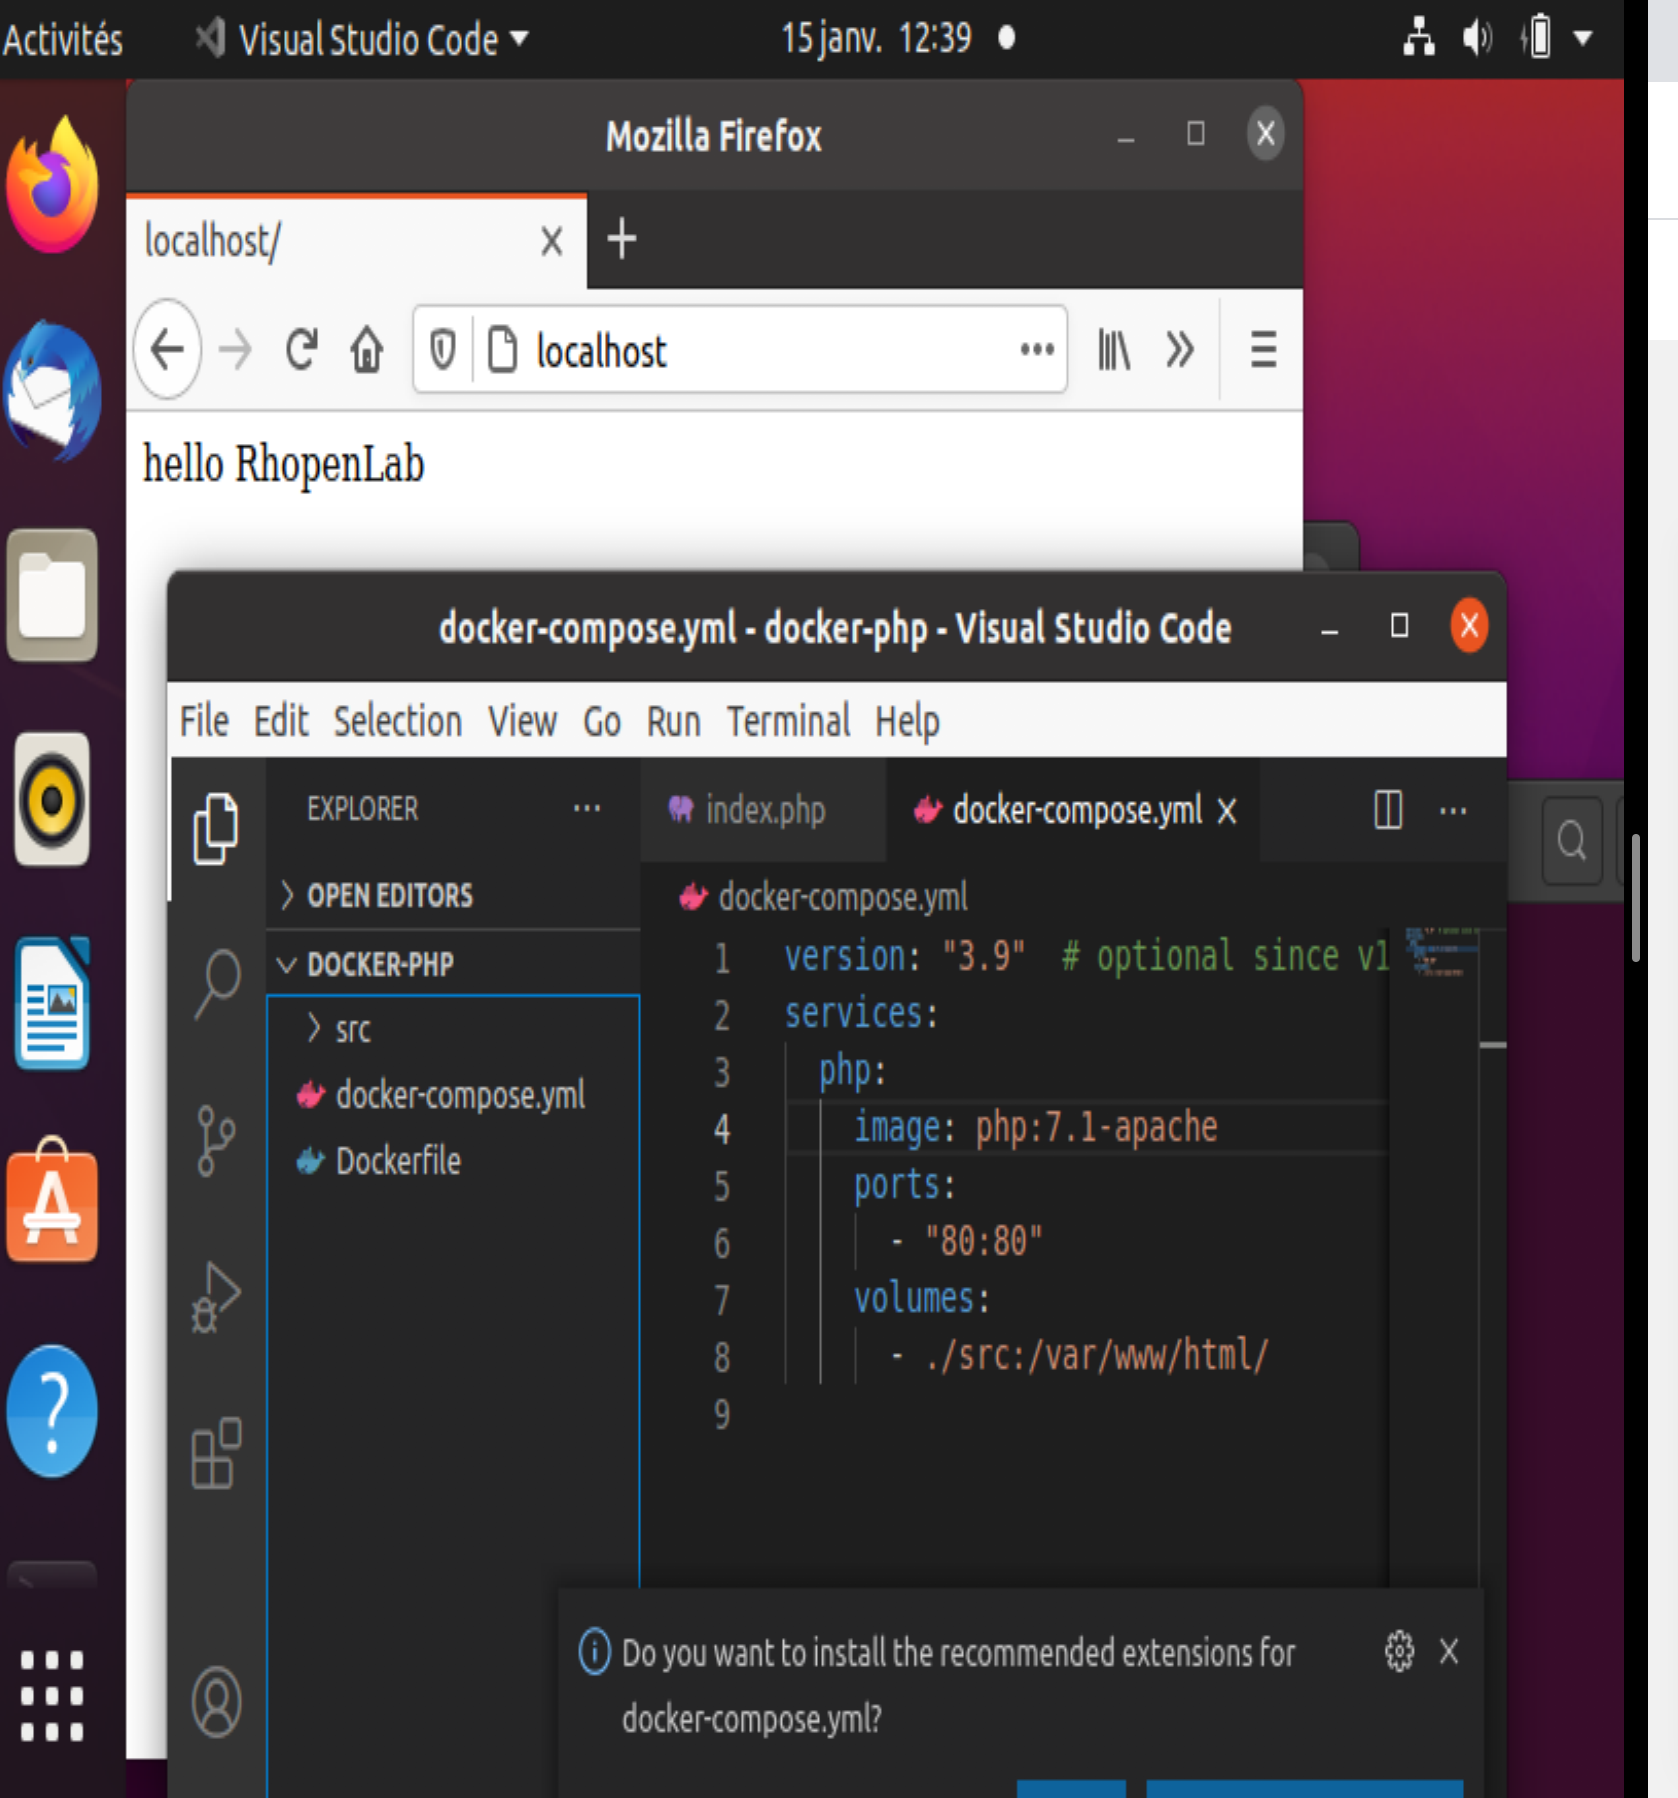 Activités Visual Studio Code 15 janv. 12:39
Mozilla Firefox
localhost/
localhost
hello RhopenLab
docker-compose.yml - docker-php - Visual Studio Code
File Edit Selection View Go Run Terminal Help
EXPLORER
OPEN EDITORS
DOCKER-PHP
src
docker-compose.yml
Dockerfile
index.php docker-compose.yml
docker-compose.yml
1 version: "3.9" # optional since v1
2 services:
3 php:
4 image: php:7.1-apache
5 ports:
6 - "80:80"
7 volumes:
8 - ./src:/var/www/html/
9
Do you want to install the recommended extensions for
docker-compose.yml?